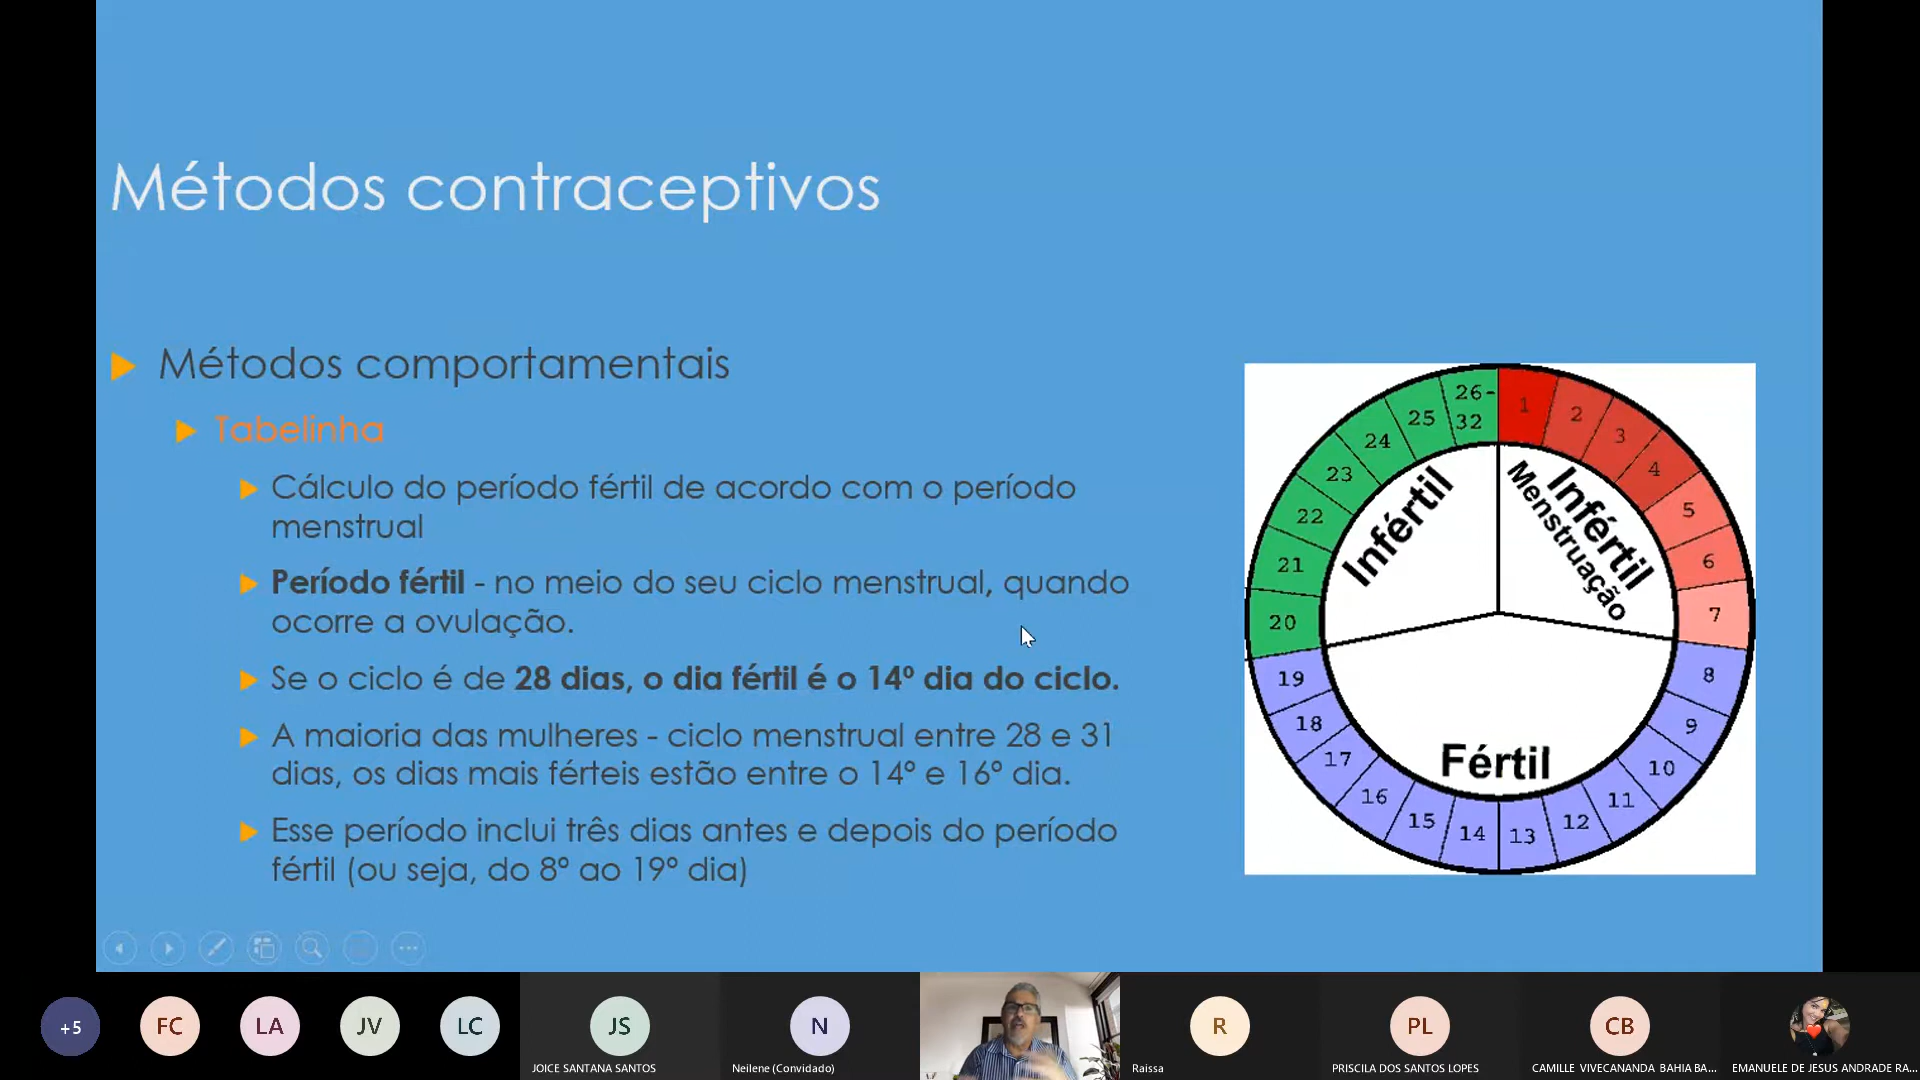 Métodos contraceptivos
Métodos comportamentais
Tabelinha
Cálculo do período fértil de acordo com o período
menstrual
Período fértil - no meio do seu ciclo menstrual, quando
ocorre a ovulação.
Se o ciclo é de 28 dias, o dia fértil é o 14º dia do ciclo.
A maioria das mulheres - ciclo menstrual entre 28 e 31
dias, os dias mais férteis estão entre o 14º e 16º dia.
Esse período inclui três dias antes e depois do período
fértil (ou seja, do 8º ao 19º dia)
1
2
3
4
5
6
7
8
9
10
11
12
13
14
15
16
17
18
19
20
21
22
23
24
25
26-
32
Infértil
Infértil
Menstruação
Fértil
+5
FC
LA
JV
LC
JS
JOICE SANTANA SANTOS
N
Neilene (Convidado)
R
Raissa
PL
PRISCILA DOS SANTOS LOPES
CB
CAMILLE VIVECANANDA BAHIA BA...
EMANUELE DE JESUS ANDRADE RA...